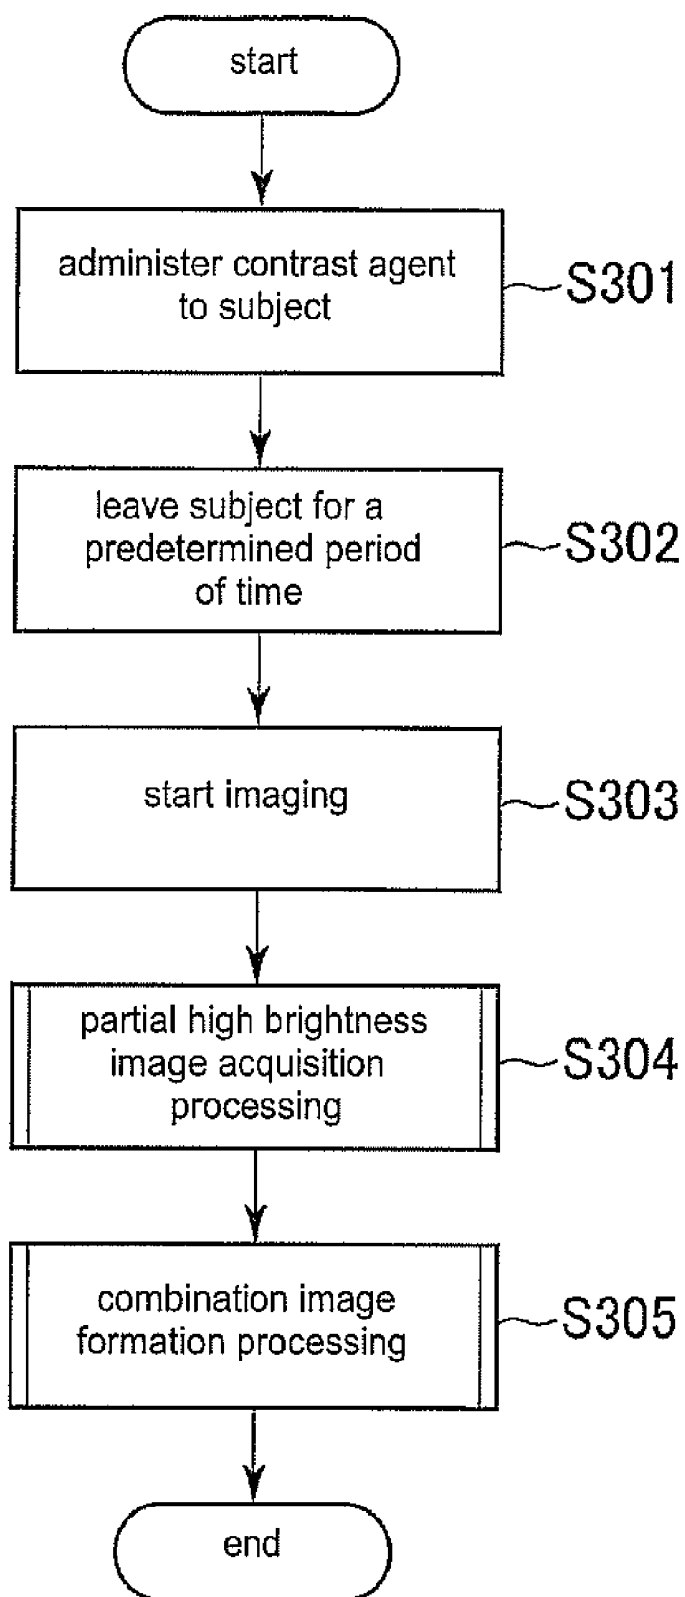 start
administer contrast agent
to subject
S301
leave subject for a
predetermined period
of time
S302
start imaging
S303
partial high brightness
image acquisition
processing
S304
combination image
formation processing
S305
end